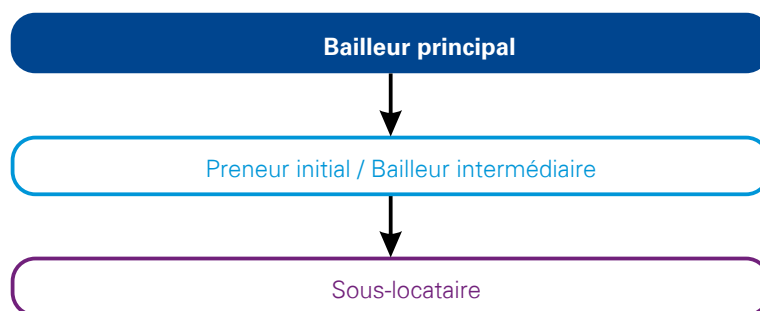 Bailleur principal
Preneur initial / Bailleur intermédiaire
Sous-locataire